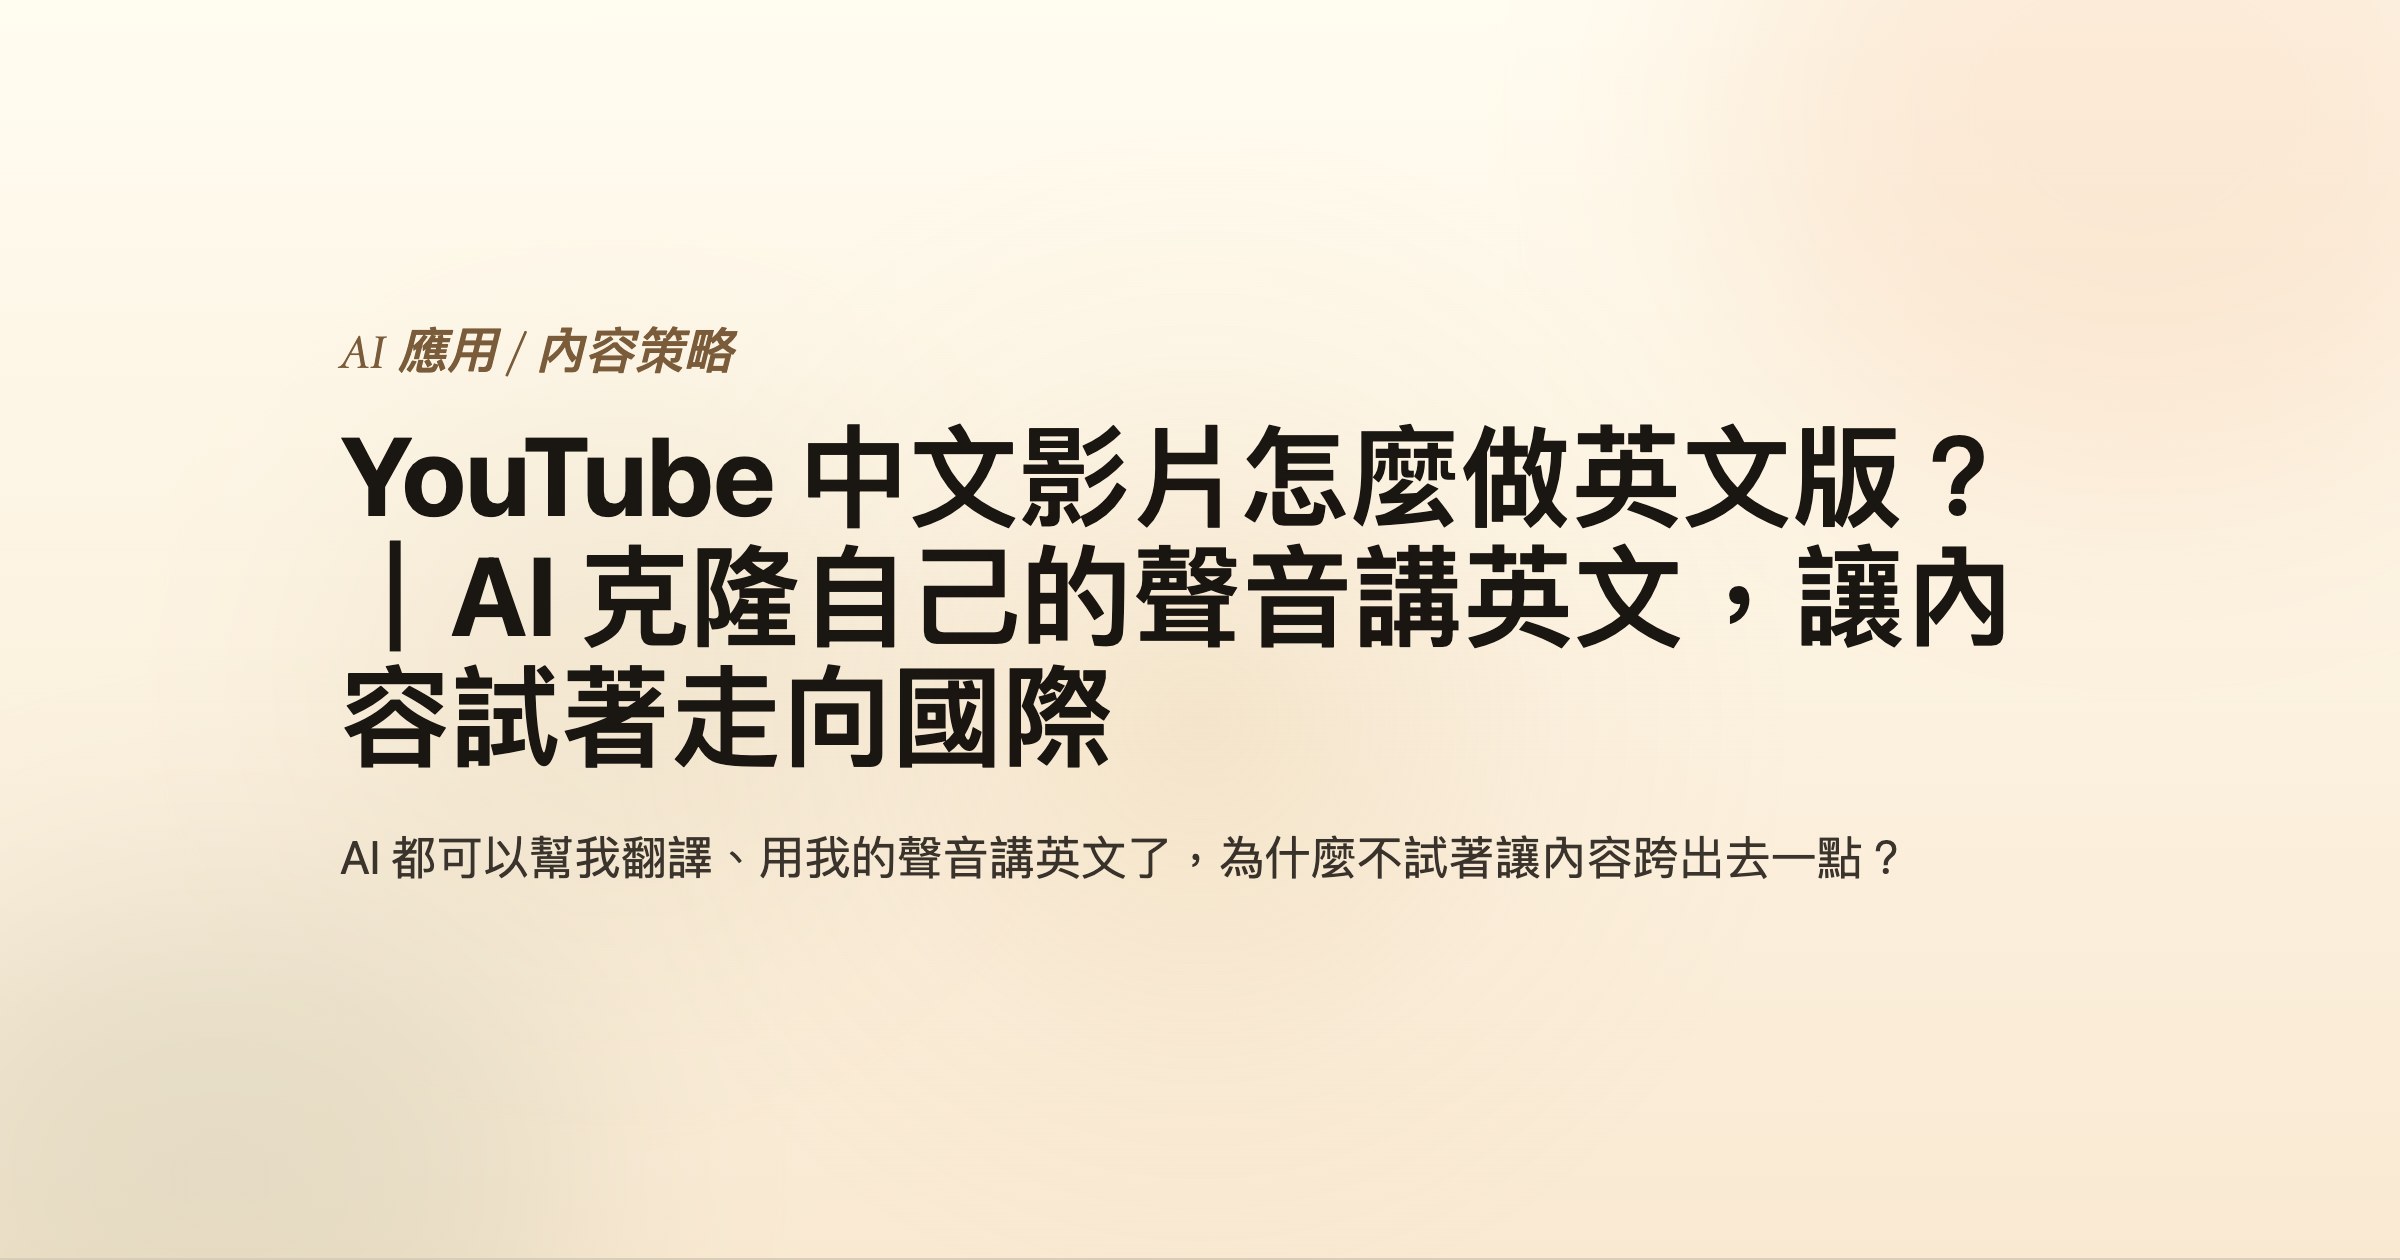 AI 應用 / 內容策略
YouTube 中文影片怎麼做英文版？
｜AI 克隆自己的聲音講英文，讓內
容試著走向國際
AI 都可以幫我翻譯、用我的聲音講英文了，為什麼不試著讓內容跨出去一點？